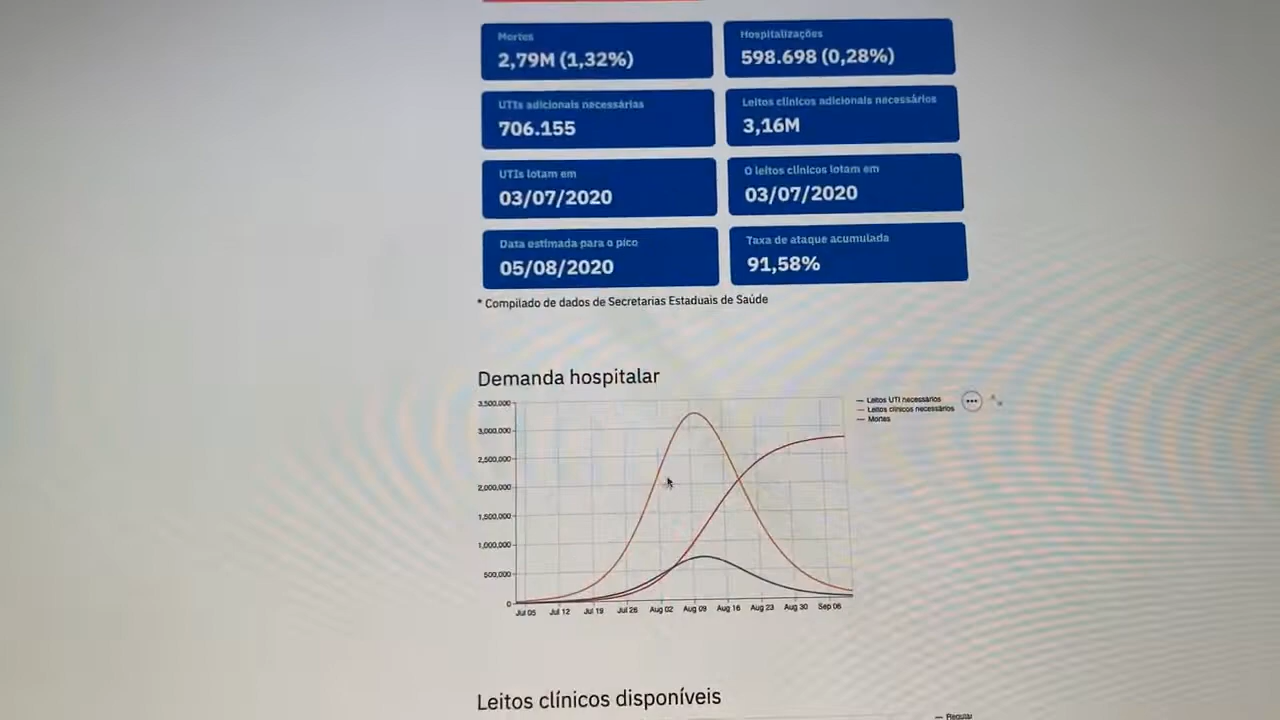 Mortes
2,79M (1,32%)
Hospitalizações
598.698 (0,28%)
UTIs adicionais necessárias
706.155
Leitos clínicos adicionais necessários
3,16M
UTIs lotam em
03/07/2020
O leitos clínicos lotam em
03/07/2020
Data estimada para o pico
05/08/2020
Taxa de ataque acumulada
91,58%
* Compilado de dados de Secretarias Estaduais de Saúde
Demanda hospitalar
3,500,000
3,000,000
2,500,000
2,000,000
1,500,000
1,000,000
500,000
0
Jul 05 Jul 12 Jul 19 Jul 26 Aug 02 Aug 09 Aug 16 Aug 23 Aug 30 Sep 06
Leitos UTI necessários
Leitos clínicos necessários
Mortes
Leitos clínicos disponíveis